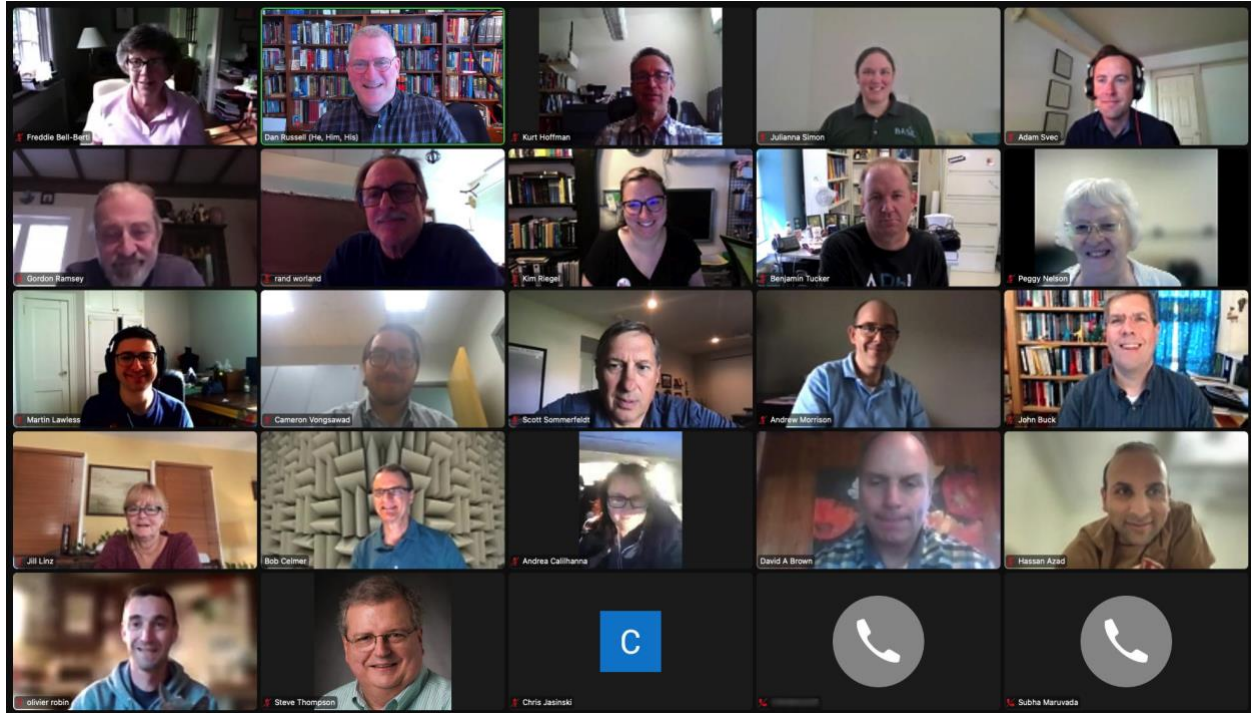 Freddie Bell-Berti
Dan Russell (He, Him, His)
Kurt Hoffman
BASK
Julianna Simon
Adam Svec
Gordon Ramsey
rand worland
Kim Riegel
Benjamin Tucker
Peggy Nelson
Martin Lawless
Cameron Vongsawad
Scott Sommerfeldt
Andrew Morrison
John Buck
Jill Linz
Bob Celmer
Andrea Calilhanna
David A Brown
Hassan Azad
olivier robin
Steve Thompson
C
Chris Jasinski
Subha Maruvada